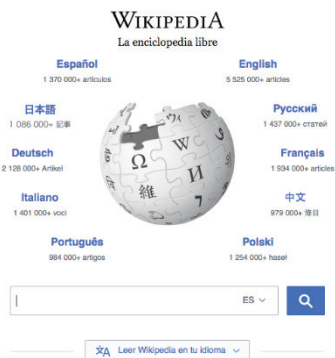 WIKIPEDIA
La enciclopedia libre
Español
1 370 000+ artículos
English
5 525 000+ articles
日本語
1 086 000+ 記事
Русский
1 437 000+ статей
Deutsch
2 128 000+ Artikel
Français
1 934 000+ articles
Italiano
1 401 000+ voci
中文
979 000+ 條目
Português
984 000+ artigos
Polski
1 254 000+ haseł
Ω
W
И
維
ES
文A Leer Wikipedia en tu idioma